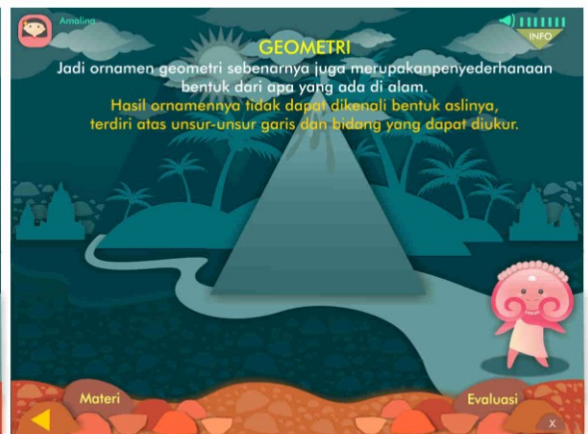 Amalina
INFO
GEOMETRI
Jadi ornamen geometri sebenarnya juga merupakanpenyederhanaan
bentuk dari apa yang ada di alam.
Hasil ornamennya tidak dapat dikenali bentuk aslinya,
terdiri atas unsur-unsur garis dan bidang yang dapat diukur.
Materi
Evaluasi
X